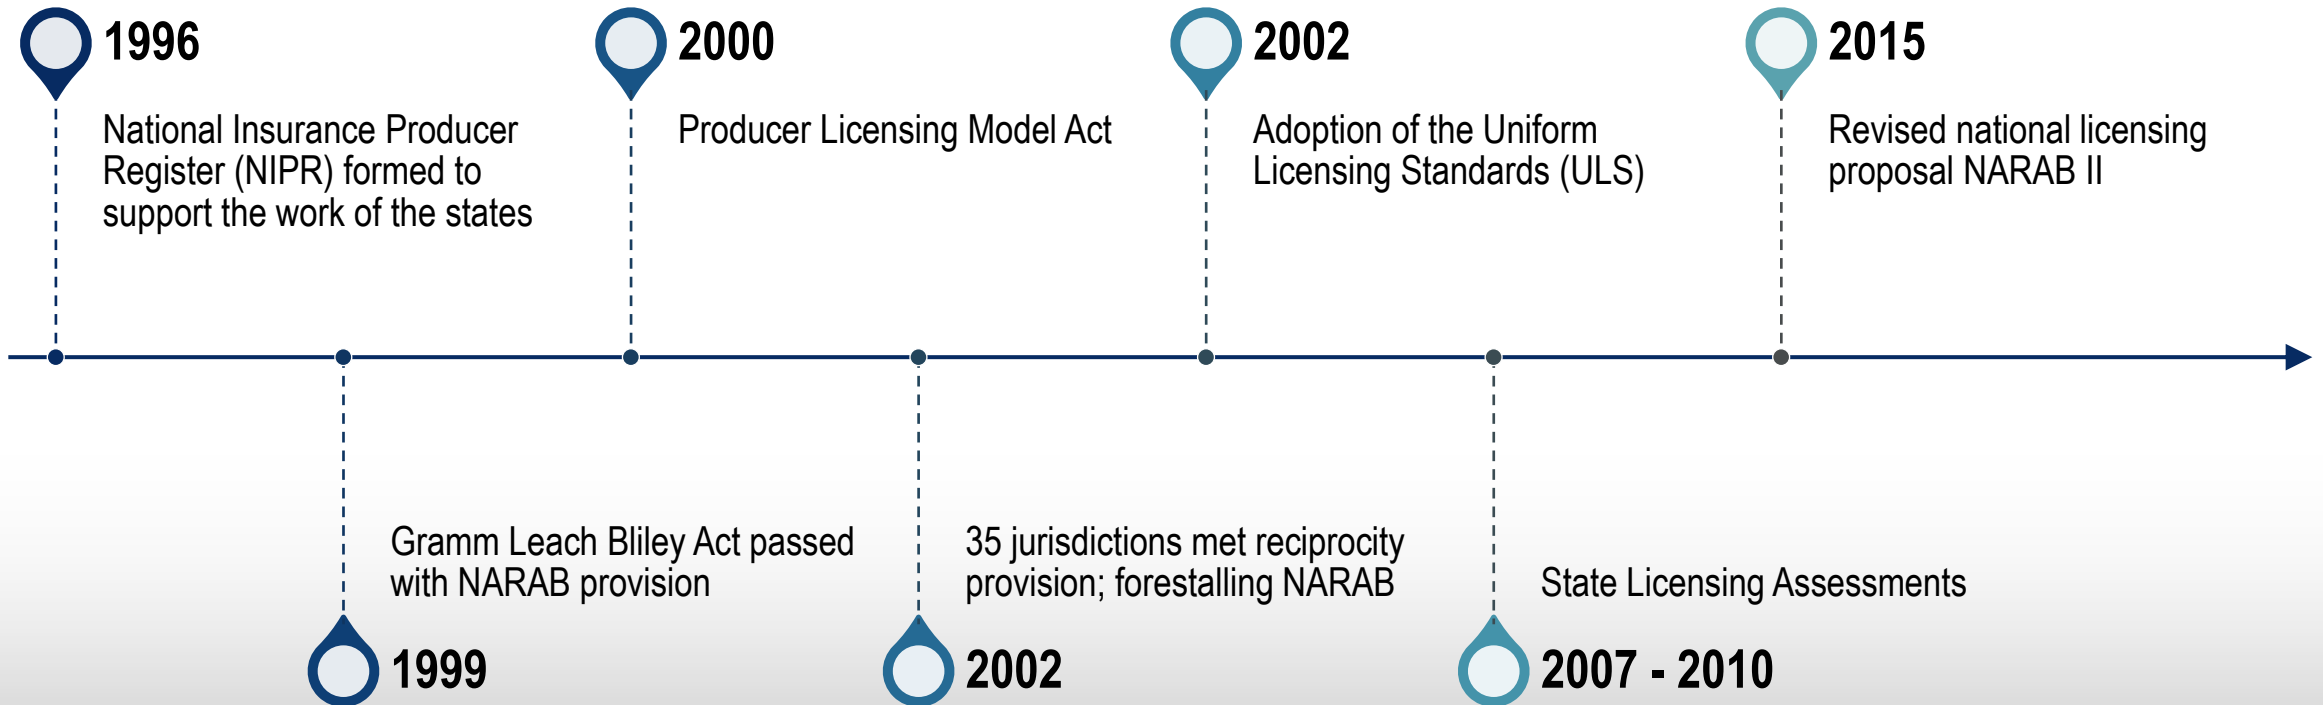 1996
National Insurance Producer
Register (NIPR) formed to
support the work of the states
2000
Producer Licensing Model Act
2002
Adoption of the Uniform
Licensing Standards (ULS)
2015
Revised national licensing
proposal NARAB II
Gramm Leach Bliley Act passed
with NARAB provision
1999
35 jurisdictions met reciprocity
provision; forestalling NARAB
2002
State Licensing Assessments
2007 - 2010